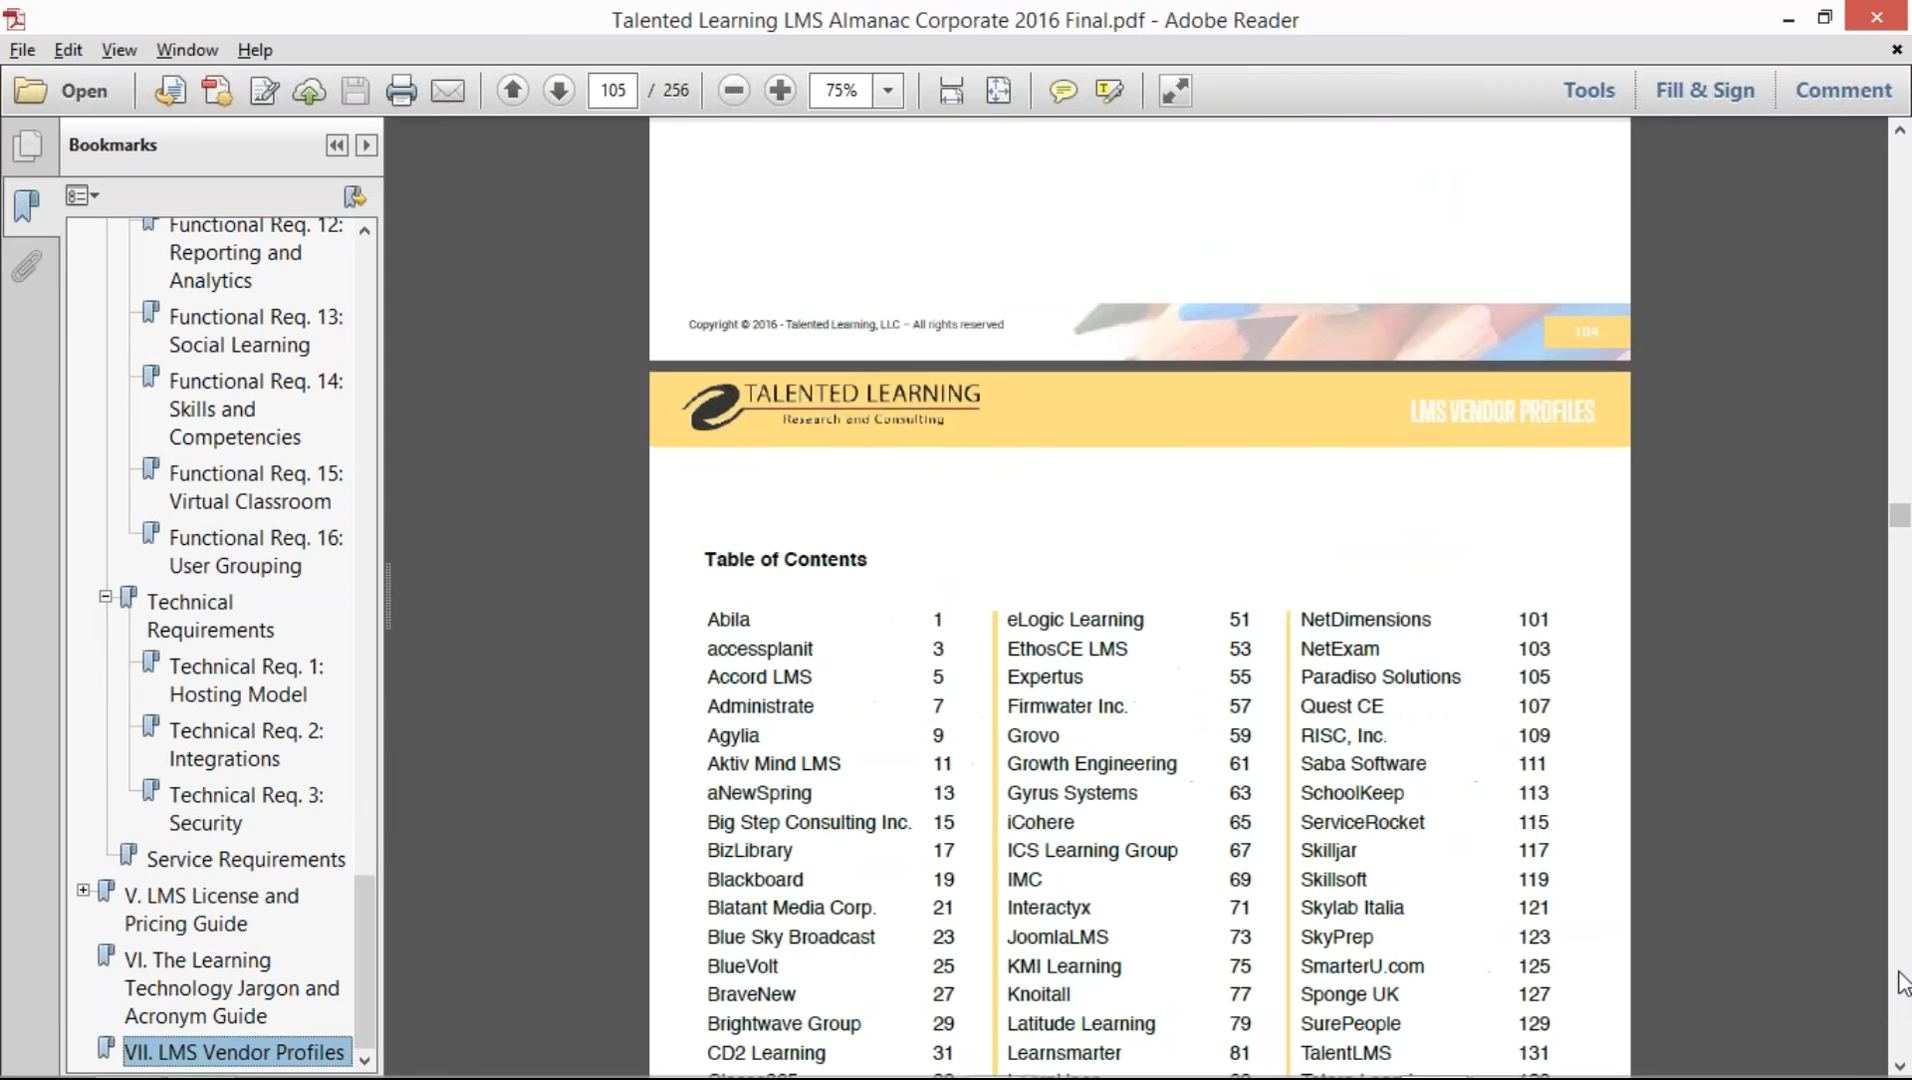 Talented Learning LMS Almanac Corporate 2016 Final.pdf - Adobe Reader
File Edit View Window Help
Open 105 / 256 75% Tools Fill & Sign Comment
Bookmarks
Functional Req. 12:
Reporting and
Analytics
Functional Req. 13:
Social Learning
Functional Req. 14:
Skills and
Competencies
Functional Req. 15:
Virtual Classroom
Functional Req. 16:
User Grouping
Technical
Requirements
Technical Req. 1:
Hosting Model
Technical Req. 2:
Integrations
Technical Req. 3:
Security
Service Requirements
V. LMS License and
Pricing Guide
VI. The Learning
Technology Jargon and
Acronym Guide
VII. LMS Vendor Profiles
Copyright © 2016 - Talented Learning, LLC – All rights reserved
104
TALENTED LEARNING
Research and Consulting
LMS VENDOR PROFILES
Table of Contents
Abila 1
accessplanit 3
Accord LMS 5
Administrate 7
Agylia 9
Aktiv Mind LMS 11
aNewSpring 13
Big Step Consulting Inc. 15
BizLibrary 17
Blackboard 19
Blatant Media Corp. 21
Blue Sky Broadcast 23
BlueVolt 25
BraveNew 27
Brightwave Group 29
CD2 Learning 31
eLogic Learning 51
EthosCE LMS 53
Expertus 55
Firmwater Inc. 57
Grovo 59
Growth Engineering 61
Gyrus Systems 63
iCohere 65
ICS Learning Group 67
IMC 69
Interactyx 71
JoomlaLMS 73
KMI Learning 75
Knoitall 77
Latitude Learning 79
Learnsmarter 81
NetDimensions 101
NetExam 103
Paradiso Solutions 105
Quest CE 107
RISC, Inc. 109
Saba Software 111
SchoolKeep 113
ServiceRocket 115
Skilljar 117
Skillsoft 119
Skylab Italia 121
SkyPrep 123
SmarterU.com 125
Sponge UK 127
SurePeople 129
TalentLMS 131